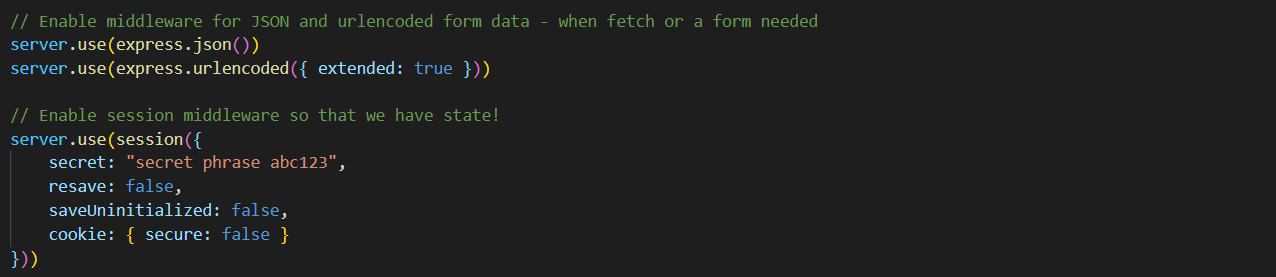 // Enable middleware for JSON and urlencoded form data - when fetch or a form needed
server.use(express.json())
server.use(express.urlencoded({ extended: true }))

// Enable session middleware so that we have state!
server.use(session({
    secret: "secret phrase abc123",
    resave: false,
    saveUninitialized: false,
    cookie: { secure: false }
}))